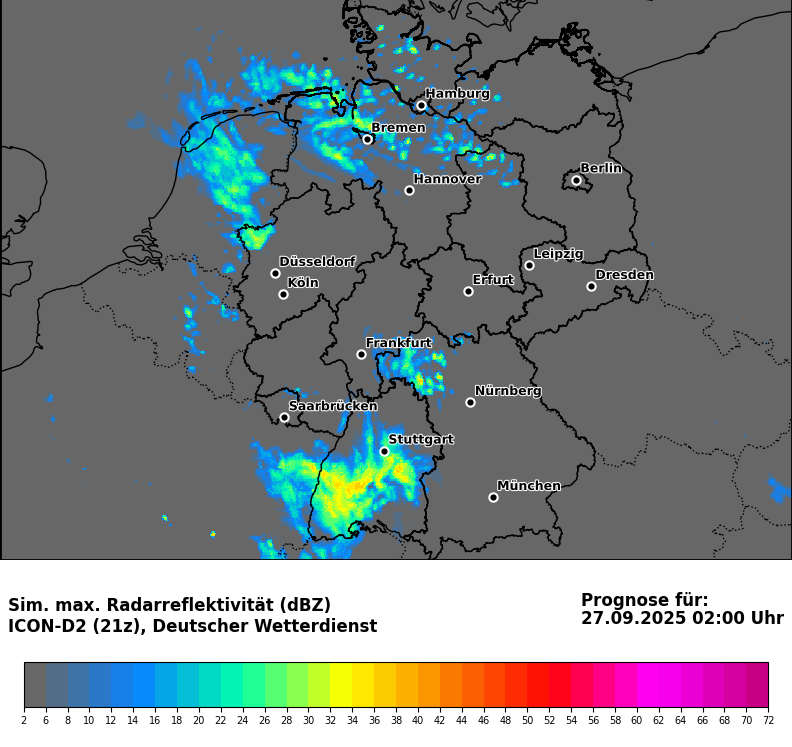 Hamburg
Bremen
Berlin
Hannover
Leipzig
Düsseldorf
Dresden
Köln
Erfurt
Frankfurt
Nürnberg
Saarbrücken
Stuttgart
München
Sim. max. Radarreflektivität (dBZ)
ICON-D2 (21z), Deutscher Wetterdienst
Prognose für:
27.09.2025 02:00 Uhr
2 6 8 10 12 14 16 18 20 22 24 26 28 30 32 34 36 38 40 42 44 46 48 50 52 54 56 58 60 62 64 66 68 70 72